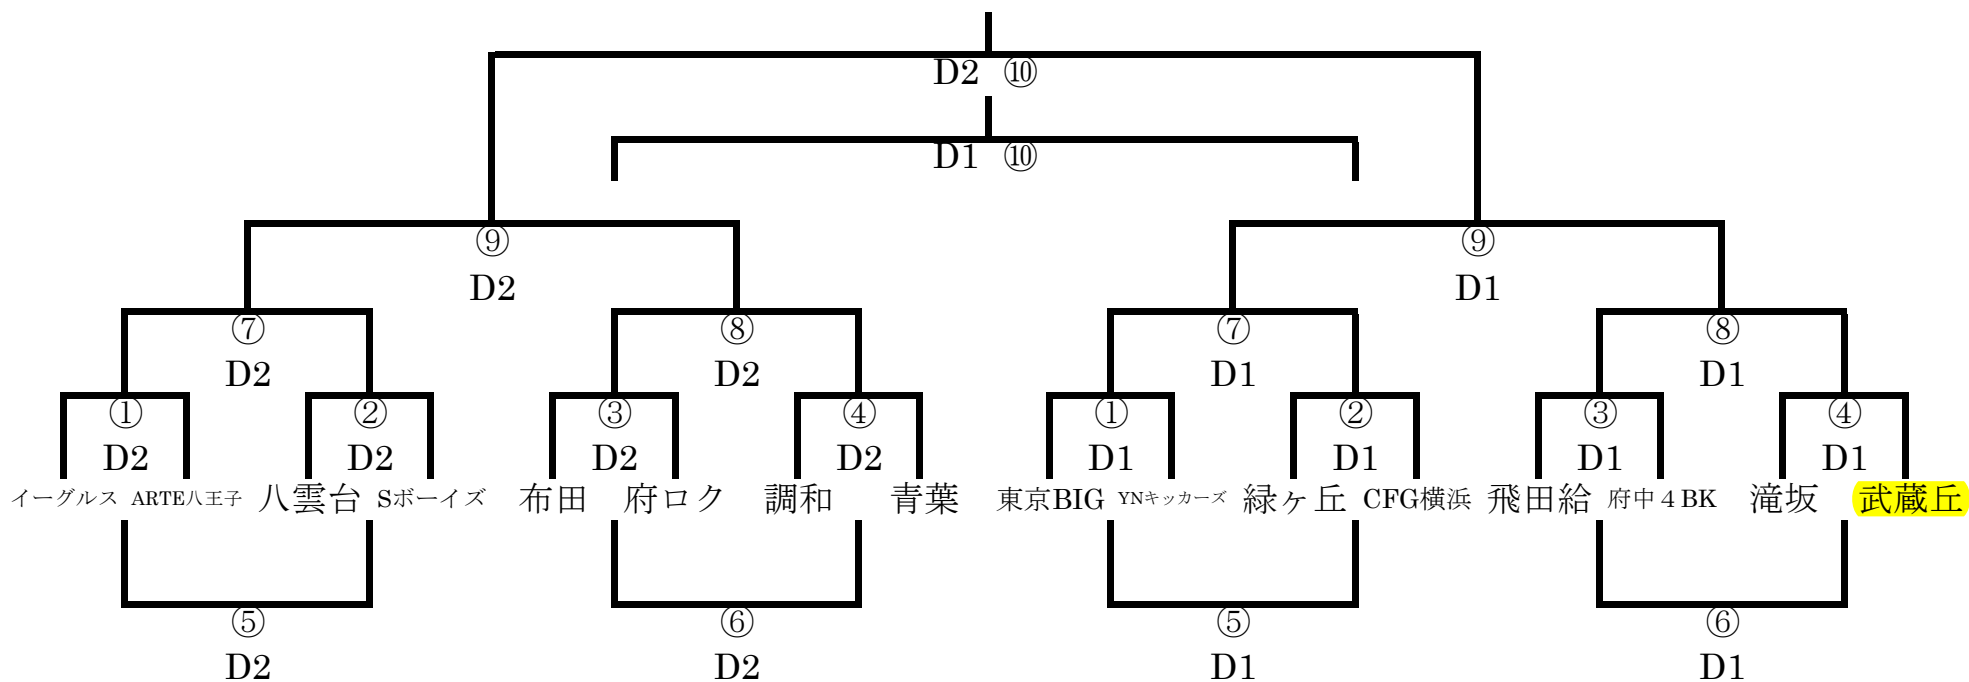 D2 ⑩
D1 ⑩
⑨ ⑨
D2 D1
⑦ ⑧ ⑦ ⑧
D2 D2 D1 D1
① ② ③ ④ ① ② ③ ④
D2 D2 D2 D2 D1 D1 D1 D1
イーグルス ARTE八王子 八雲台 Sボーイズ 布田 府ロク 調和 青葉 東京BIG YNキッカーズ 緑ヶ丘 CFG横浜 飛田給 府中４BK 滝坂 武蔵丘
⑤ ⑥ ⑤ ⑥
D2 D2 D1 D1